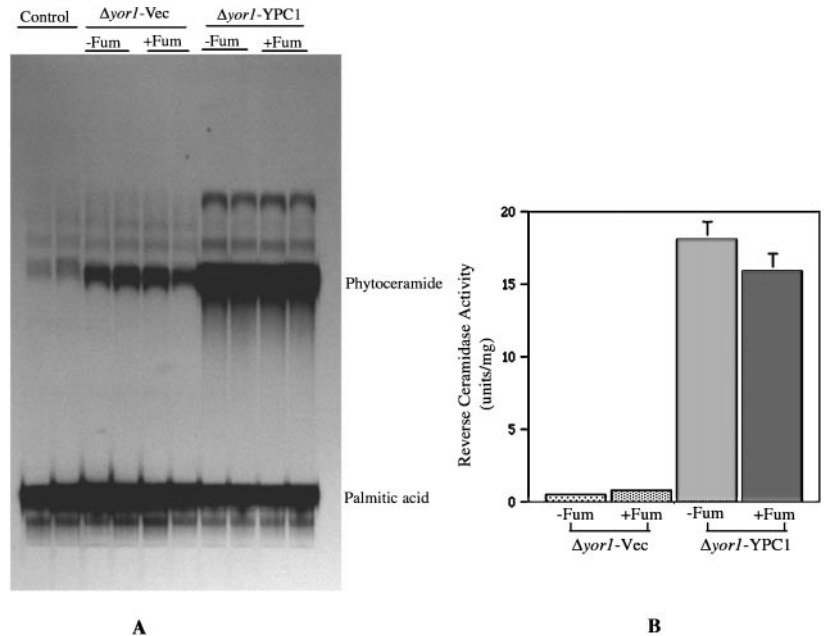 Control Δyor1-Vec Δyor1-YPC1
-Fum +Fum -Fum +Fum
Phytoceramide
Palmitic acid
A
Reverse Ceramidase Activity
(units/mg)
20
15
10
5
0
-Fum +Fum -Fum +Fum
Δyor1-Vec Δyor1-YPC1
B